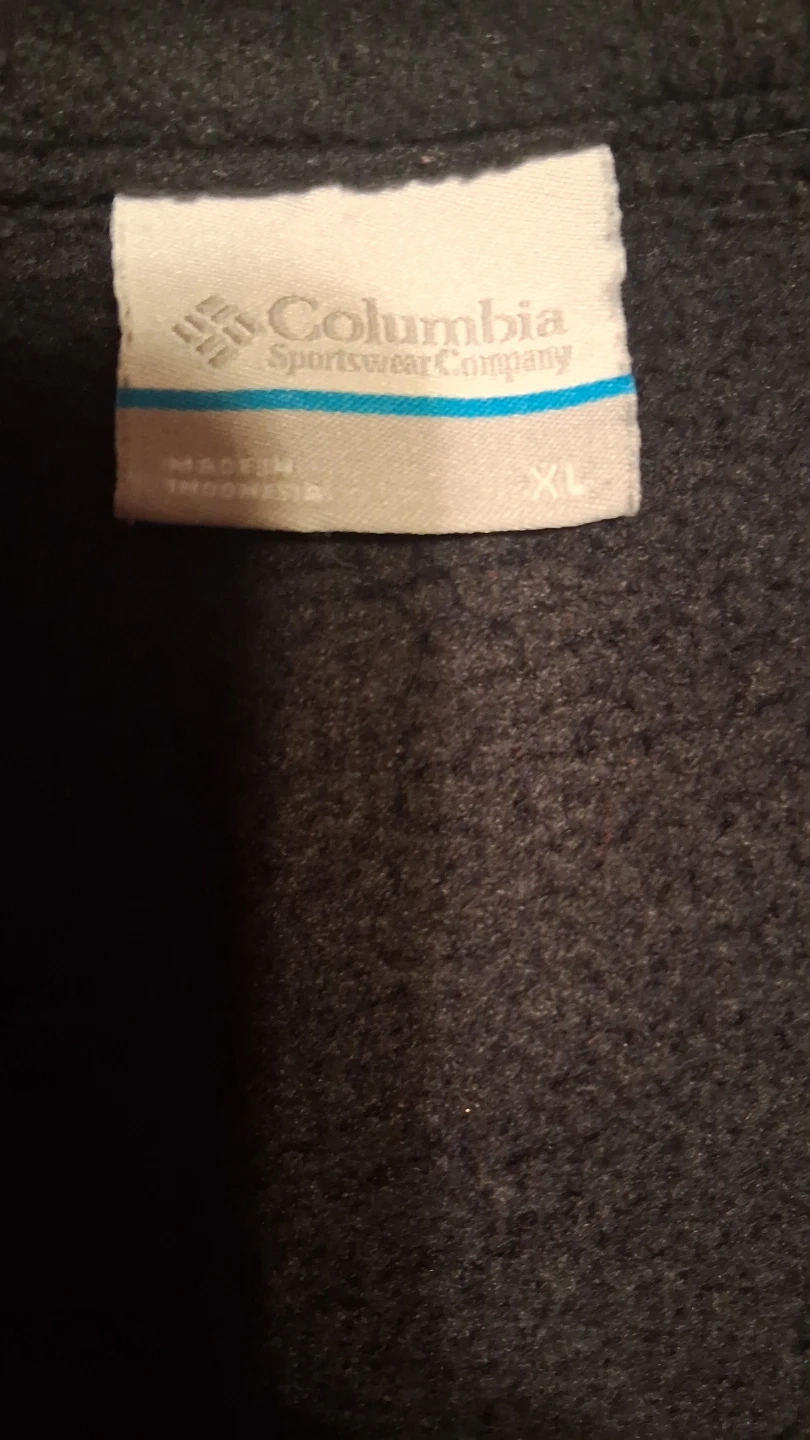 Columbia
Sportswear Company
MADE IN
INDONESIA
XL